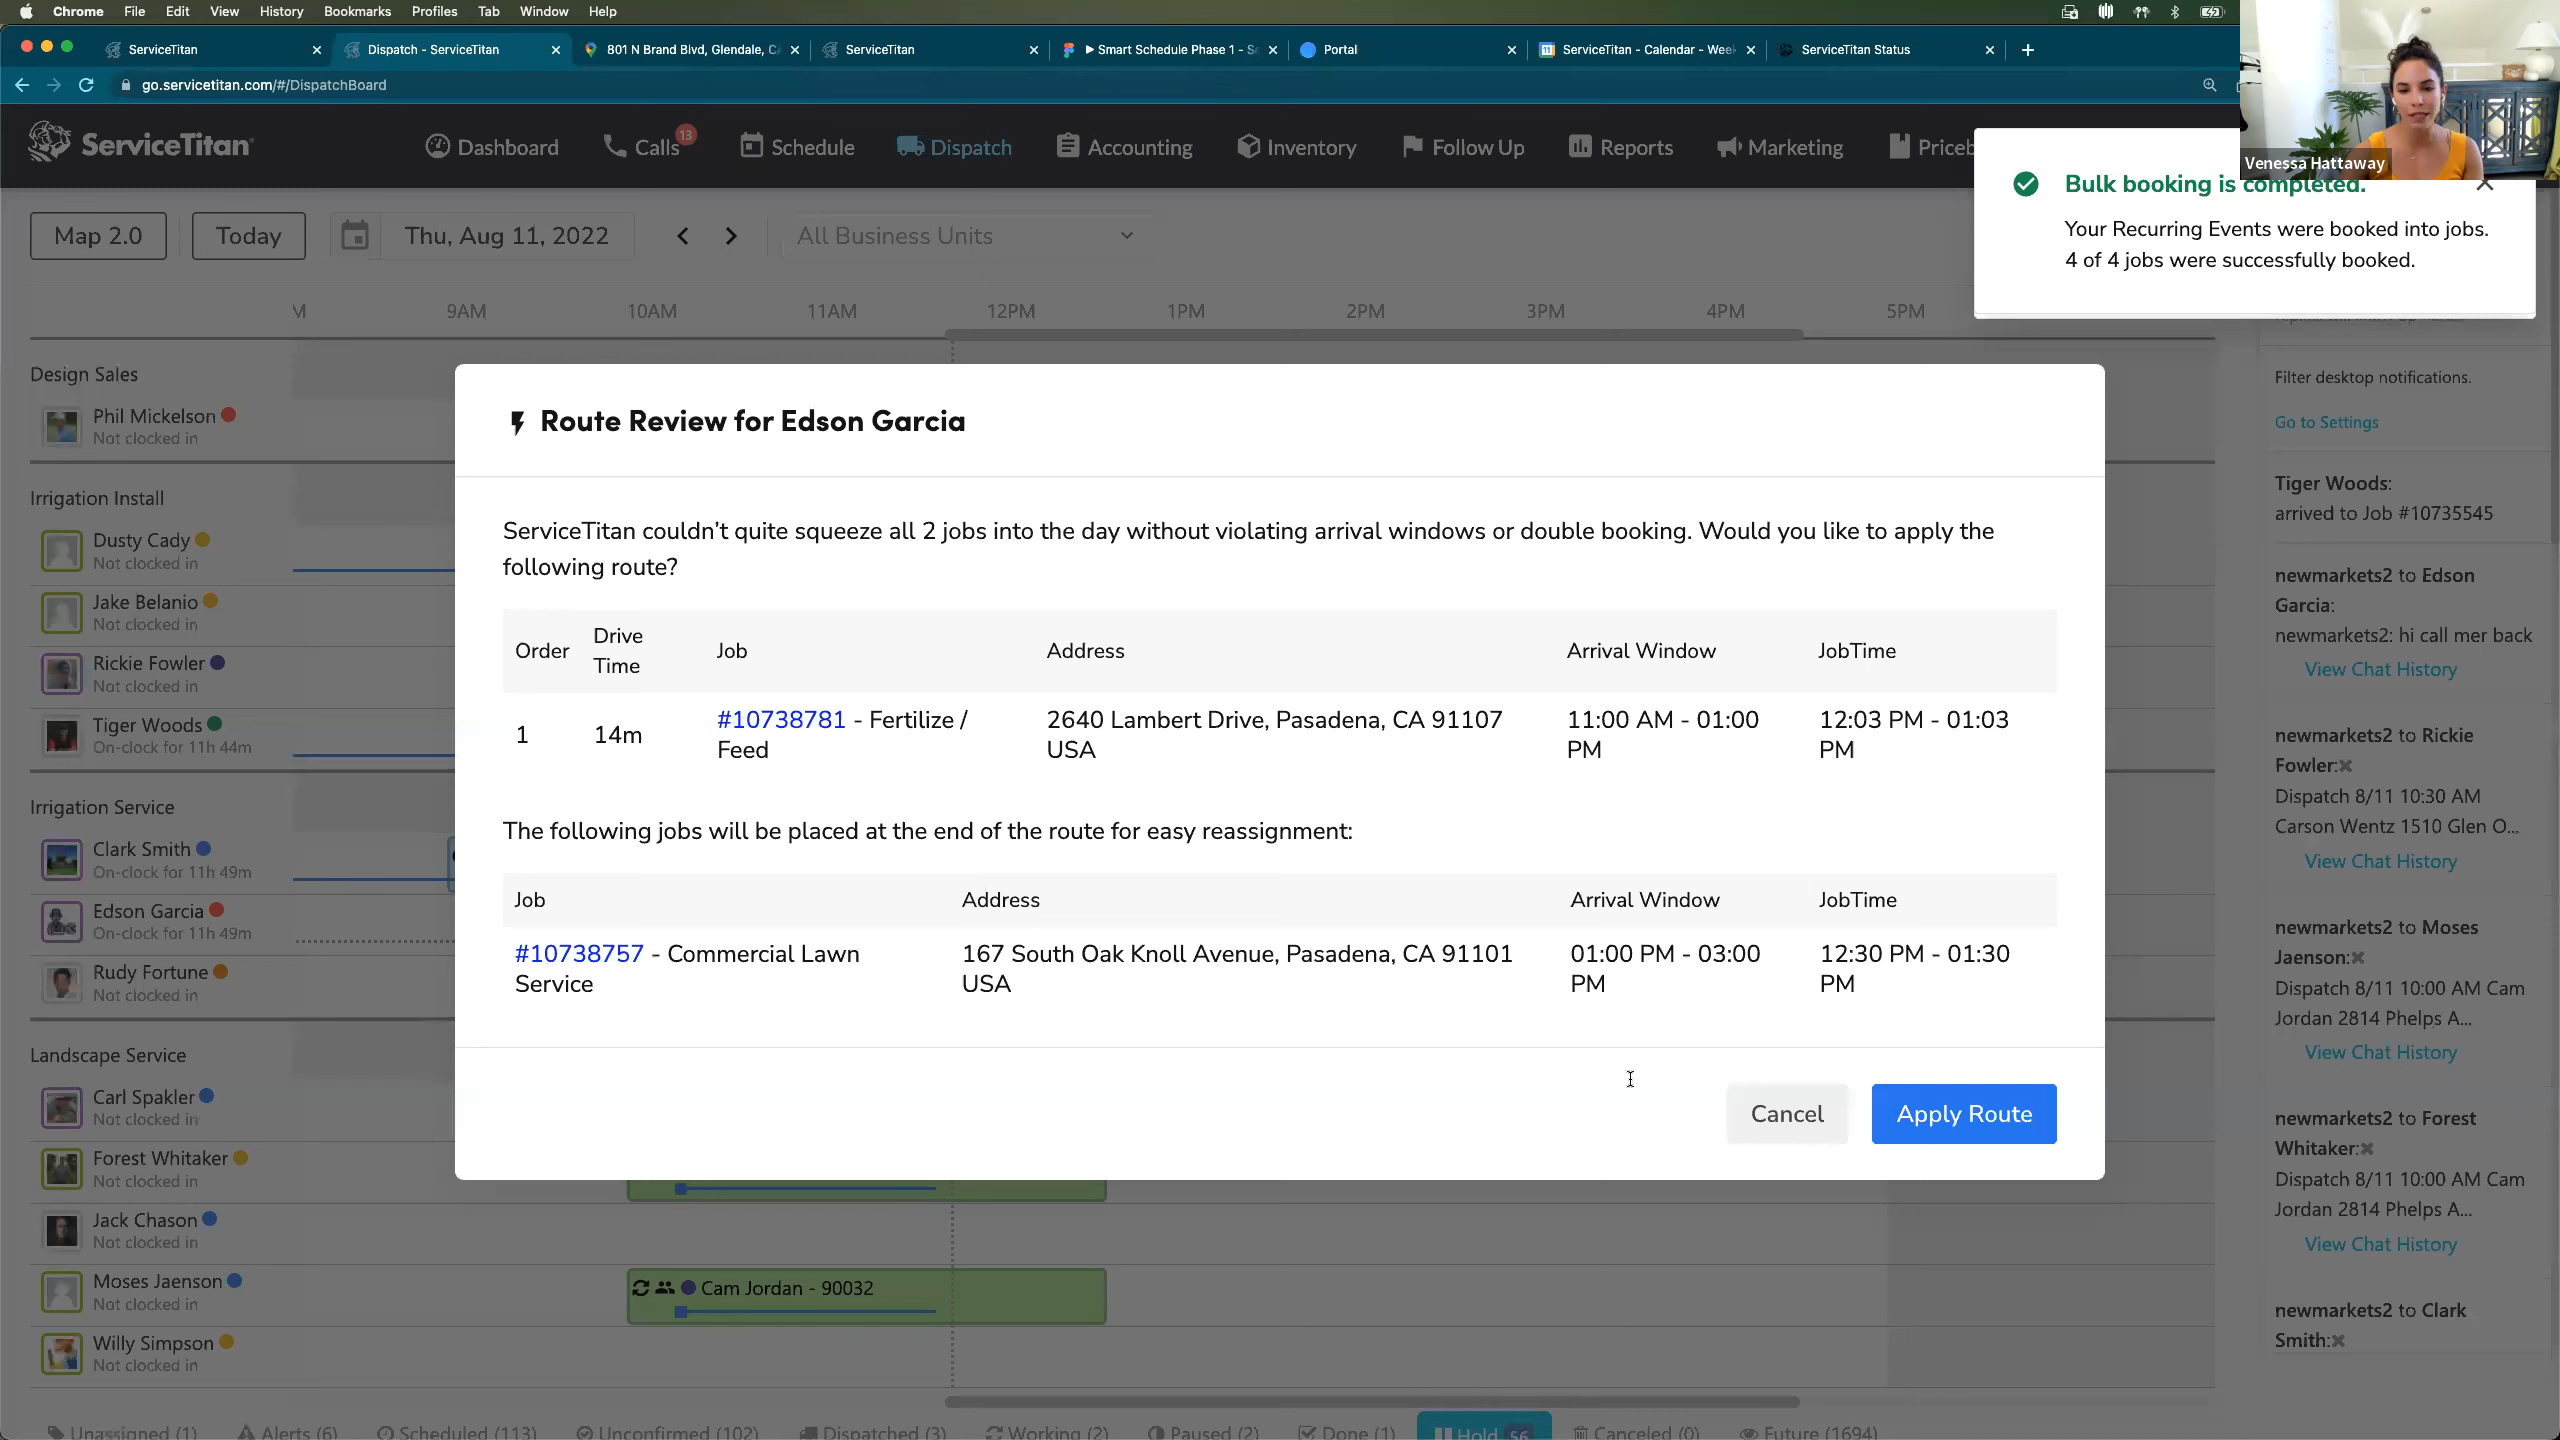 Chrome File Edit View History Bookmarks Profiles Tab Window Help
ServiceTitan
Dispatch - ServiceTitan
801 N Brand Blvd, Glendale, C
ServiceTitan
Smart Schedule Phase 1 - S
Portal
ServiceTitan - Calendar - Wee
ServiceTitan Status
go.servicetitan.com/#/DispatchBoard
ServiceTitan
Dashboard
Calls
13
Schedule
Dispatch
Accounting
Inventory
Follow Up
Reports
Marketing
Priceb
Venessa Hattaway
Bulk booking is completed.
Your Recurring Events were booked into jobs.
4 of 4 jobs were successfully booked.
Map 2.0
Today
Thu, Aug 11, 2022
All Business Units
M 9AM 10AM 11AM 12PM 1PM 2PM 3PM 4PM 5PM
Design Sales
Phil Mickelson
Not clocked in
Irrigation Install
Dusty Cady
Not clocked in
Jake Belanio
Not clocked in
Rickie Fowler
Not clocked in
Tiger Woods
On-clock for 11h 44m
Irrigation Service
Clark Smith
On-clock for 11h 49m
Edson Garcia
On-clock for 11h 49m
Rudy Fortune
Not clocked in
Landscape Service
Carl Spakler
Not clocked in
Forest Whitaker
Not clocked in
Jack Chason
Not clocked in
Moses Jaenson
Not clocked in
Willy Simpson
Not clocked in
Cam Jordan - 90032
Route Review for Edson Garcia
ServiceTitan couldn't quite squeeze all 2 jobs into the day without violating arrival windows or double booking. Would you like to apply the
following route?
Order Drive Time Job Address Arrival Window JobTime
1 14m #10738781 - Fertilize / Feed 2640 Lambert Drive, Pasadena, CA 91107 USA 11:00 AM - 01:00 PM 12:03 PM - 01:03 PM
The following jobs will be placed at the end of the route for easy reassignment:
Job Address Arrival Window JobTime
#10738757 - Commercial Lawn Service 167 South Oak Knoll Avenue, Pasadena, CA 91101 USA 01:00 PM - 03:00 PM 12:30 PM - 01:30 PM
Cancel
Apply Route
Filter desktop notifications.
Go to Settings
Tiger Woods:
arrived to Job #10735545
newmarkets2 to Edson
Garcia:
newmarkets2: hi call mer back
View Chat History
newmarkets2 to Rickie
Fowler:
Dispatch 8/11 10:30 AM
Carson Wentz 1510 Glen O...
View Chat History
newmarkets2 to Moses
Jaenson:
Dispatch 8/11 10:00 AM Cam
Jordan 2814 Phelps A...
View Chat History
newmarkets2 to Forest
Whitaker:
Dispatch 8/11 10:00 AM Cam
Jordan 2814 Phelps A...
View Chat History
newmarkets2 to Clark
Smith:
Unassigned (1) Alerts (6) Scheduled (113) Unconfirmed (102) Dispatched (3) Working (2) Paused (2) Done (1) Hold 56 Canceled (0) Future (1694)